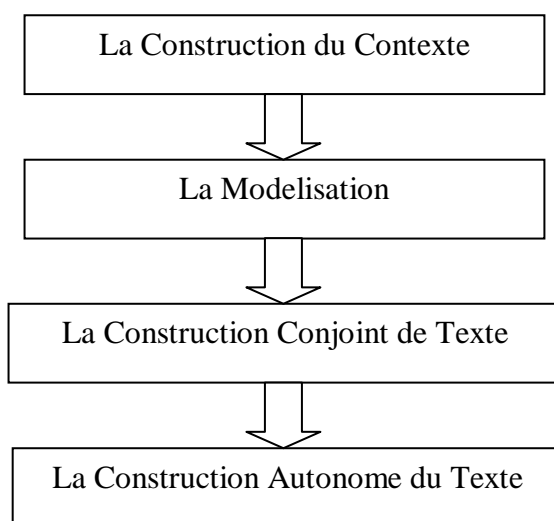 La Construction du Contexte
La Modelisation
La Construction Conjoint de Texte
La Construction Autonome du Texte